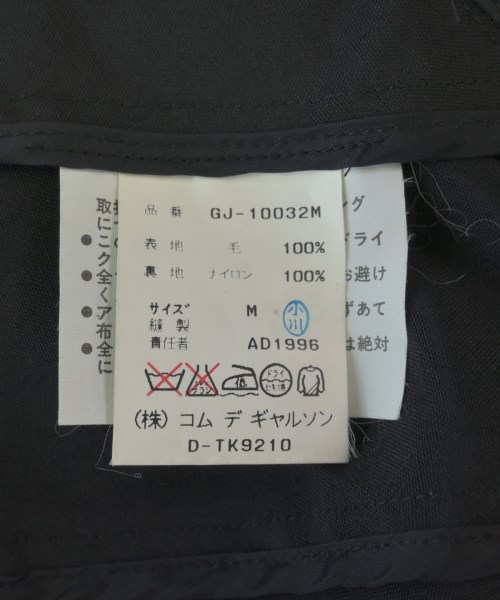 品番 GJ-10032M
表地 毛 100%
裏地 ナイロン 100%
サイズ M 小川
縫製
責任者 AD1996
ドライ
(株) コム デ ギャルソン
D-TK9210
ング
ドライ
お避け
ずあて
は絶対
取
に
● こ
ク
● 全
く
● ア
布
● 全
に